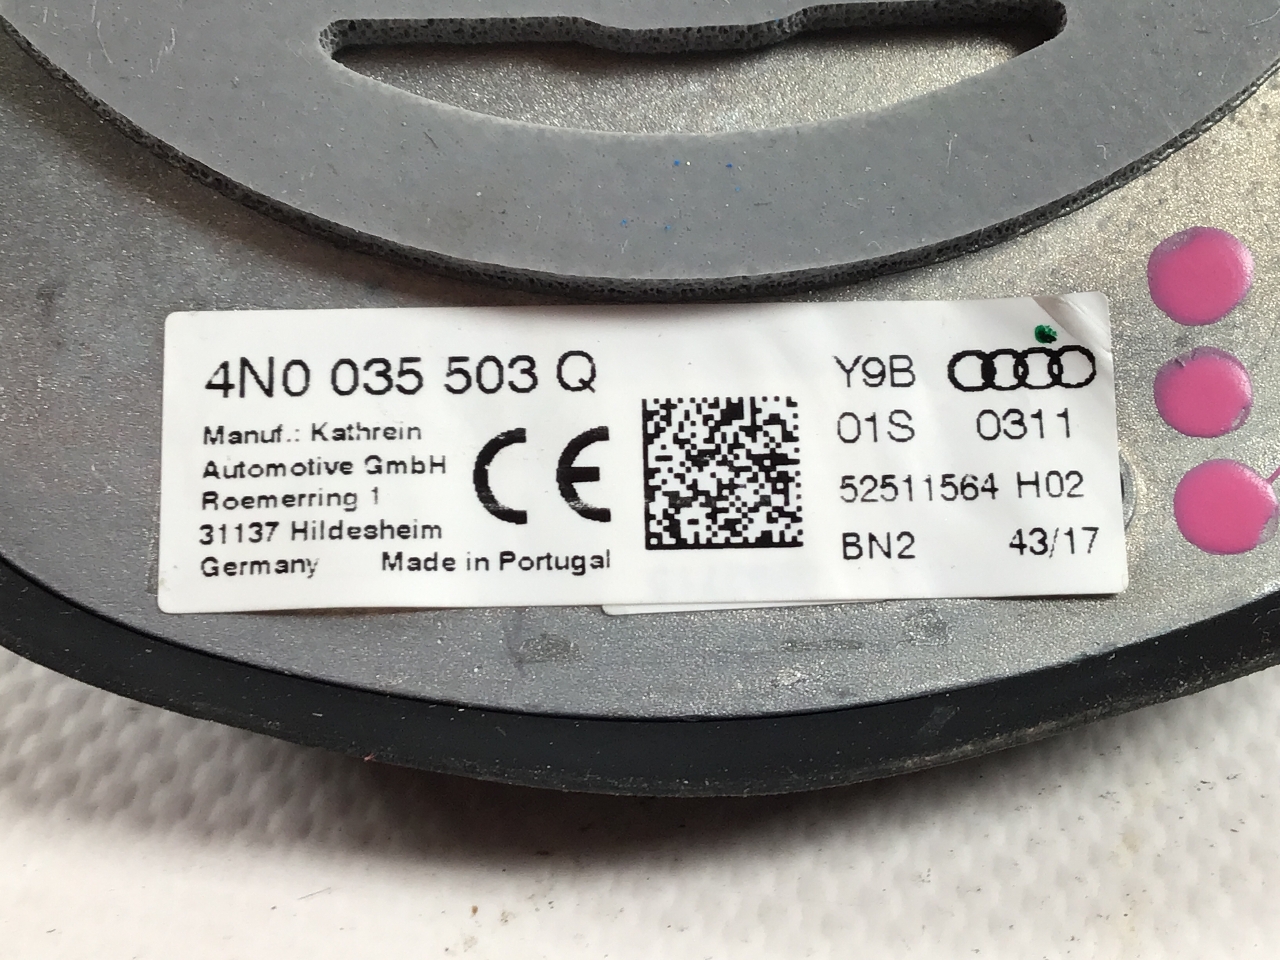 4N0 035 503 Q
Manuf.: Kathrein
Automotive GmbH
Roemerring 1
31137 Hildesheim
Germany Made in Portugal
CE
Y9B
01S 0311
52511564 H02
BN2 43/17